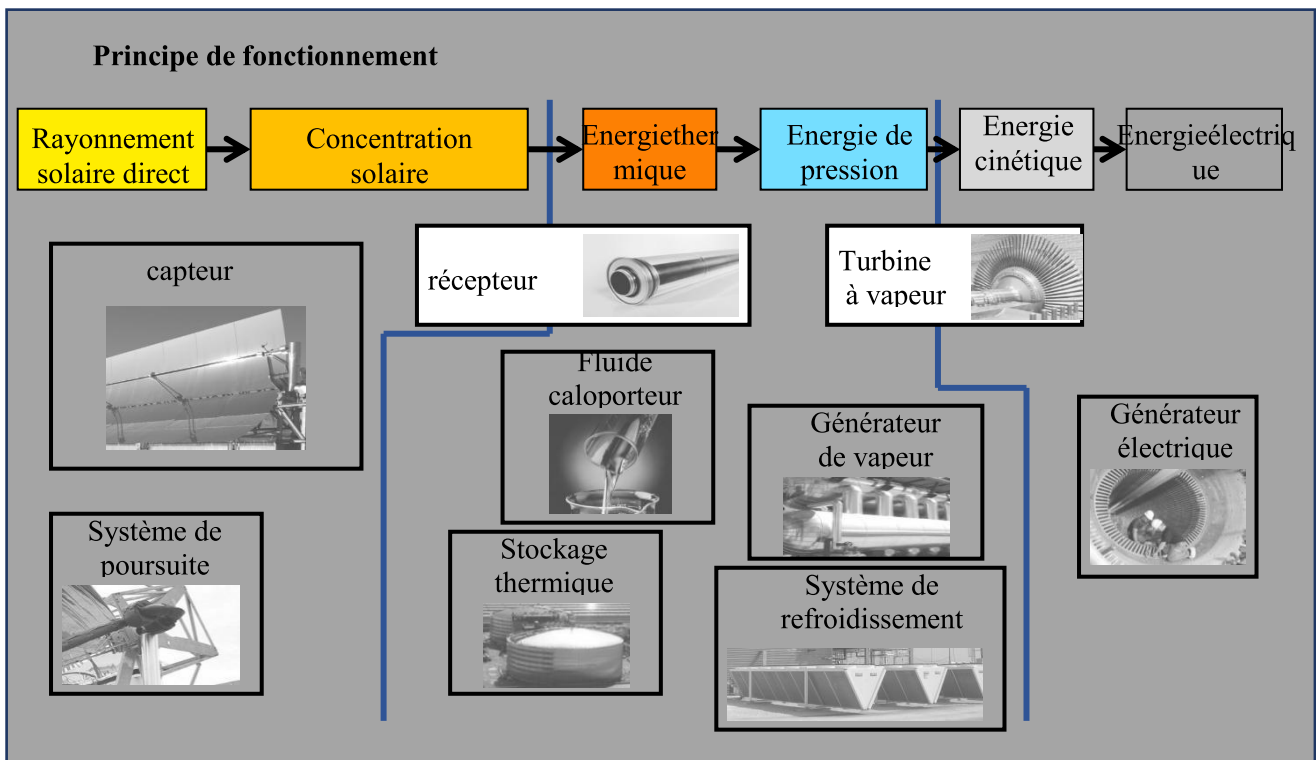 Principe de fonctionnement
Rayonnement
solaire direct
Concentration
solaire
Energiether
mique
Energie de
pression
Energie
cinétique
Energieélectriq
ue
capteur
récepteur
Turbine
à vapeur
Fluide
caloporteur
Générateur
de vapeur
Générateur
électrique
Système de
poursuite
Stockage
thermique
Système de
refroidissement